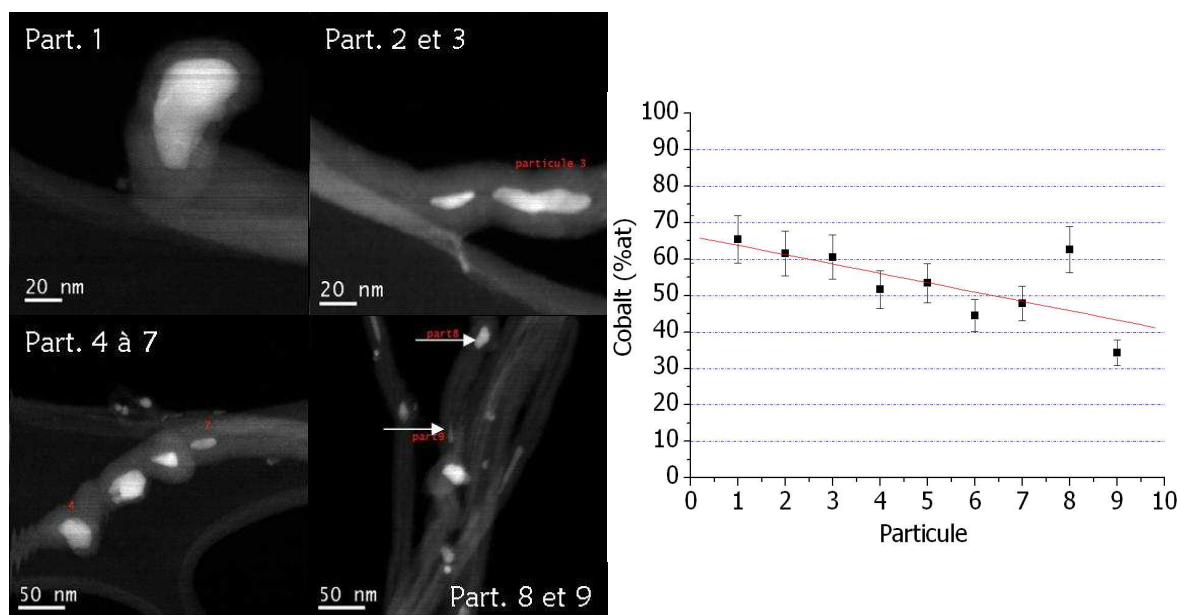 Part. 1
20 nm
Part. 2 et 3
particule 3
20 nm
Part. 4 à 7
7
4
50 nm
part8
part9
50 nm
Part. 8 et 9
100
90
80
70
60
50
40
30
20
10
0
Cobalt (%at)
0 1 2 3 4 5 6 7 8 9 10
Particule